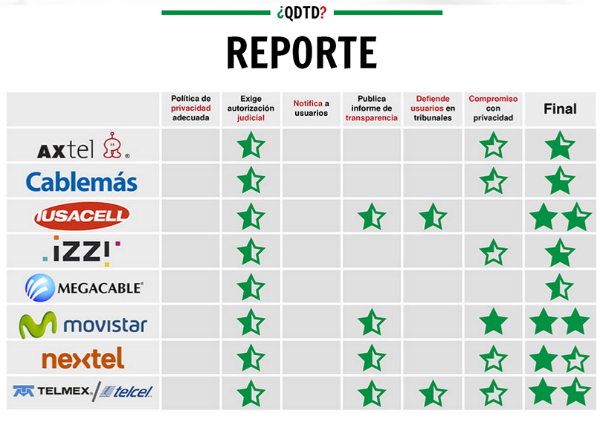 ¿QDTD?
REPORTE
Política de privacidad adecuada
Exige autorización judicial
Notifica a usuarios
Publica informe de transparencia
Defiende usuarios en tribunales
Compromiso con privacidad
Final
axtel ®
Cablemás
IUSACELL
izzi
MEGACABLE®
movistar
nextel
TELMEX®/telcel